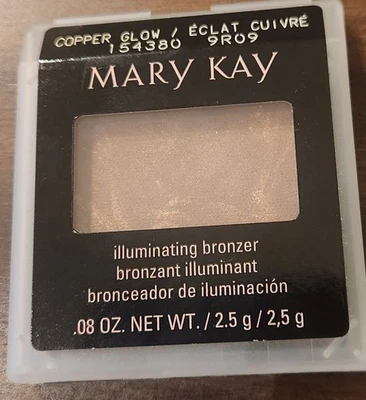 COPPER GLOW / ÉCLAT CUIVRÉ
154380 9R09
MARY KAY
illuminating bronzer
bronzant illuminant
bronceador de iluminación
.08 OZ. NET WT. / 2.5 g / 2,5 g